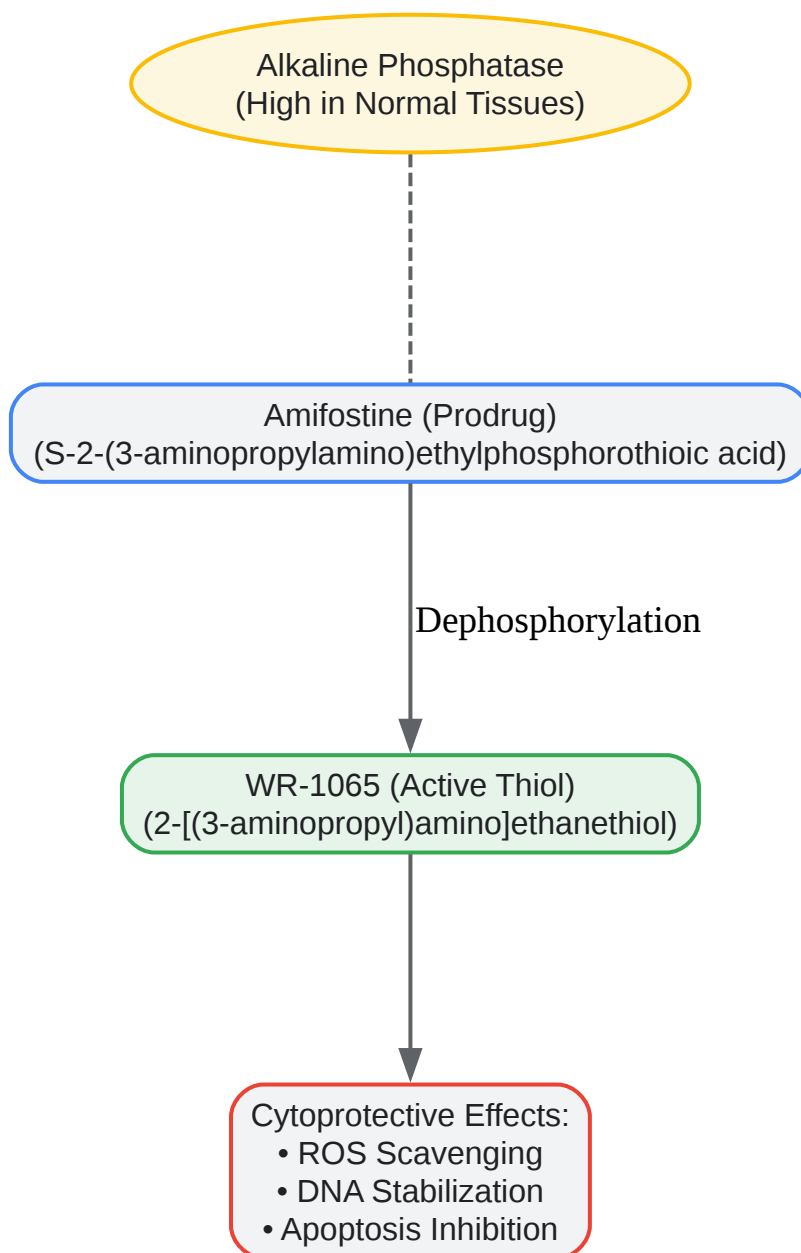 Alkaline Phosphatase
(High in Normal Tissues)
Amifostine (Prodrug)
(S-2-(3-aminopropylamino)ethylphosphorothioic acid)
Dephosphorylation
WR-1065 (Active Thiol)
(2-[(3-aminopropyl)amino]ethanethiol)
Cytoprotective Effects:
• ROS Scavenging
• DNA Stabilization
• Apoptosis Inhibition